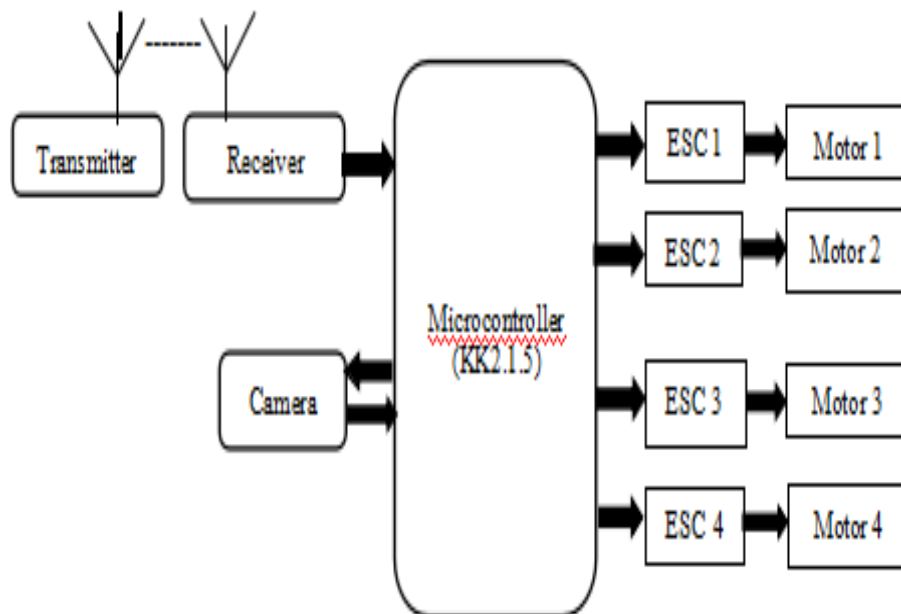 Transmitter
Receiver
ESC 1
Motor 1
ESC 2
Motor 2
Microcontroller
(KK2.1.5)
Camera
ESC 3
Motor 3
ESC 4
Motor 4